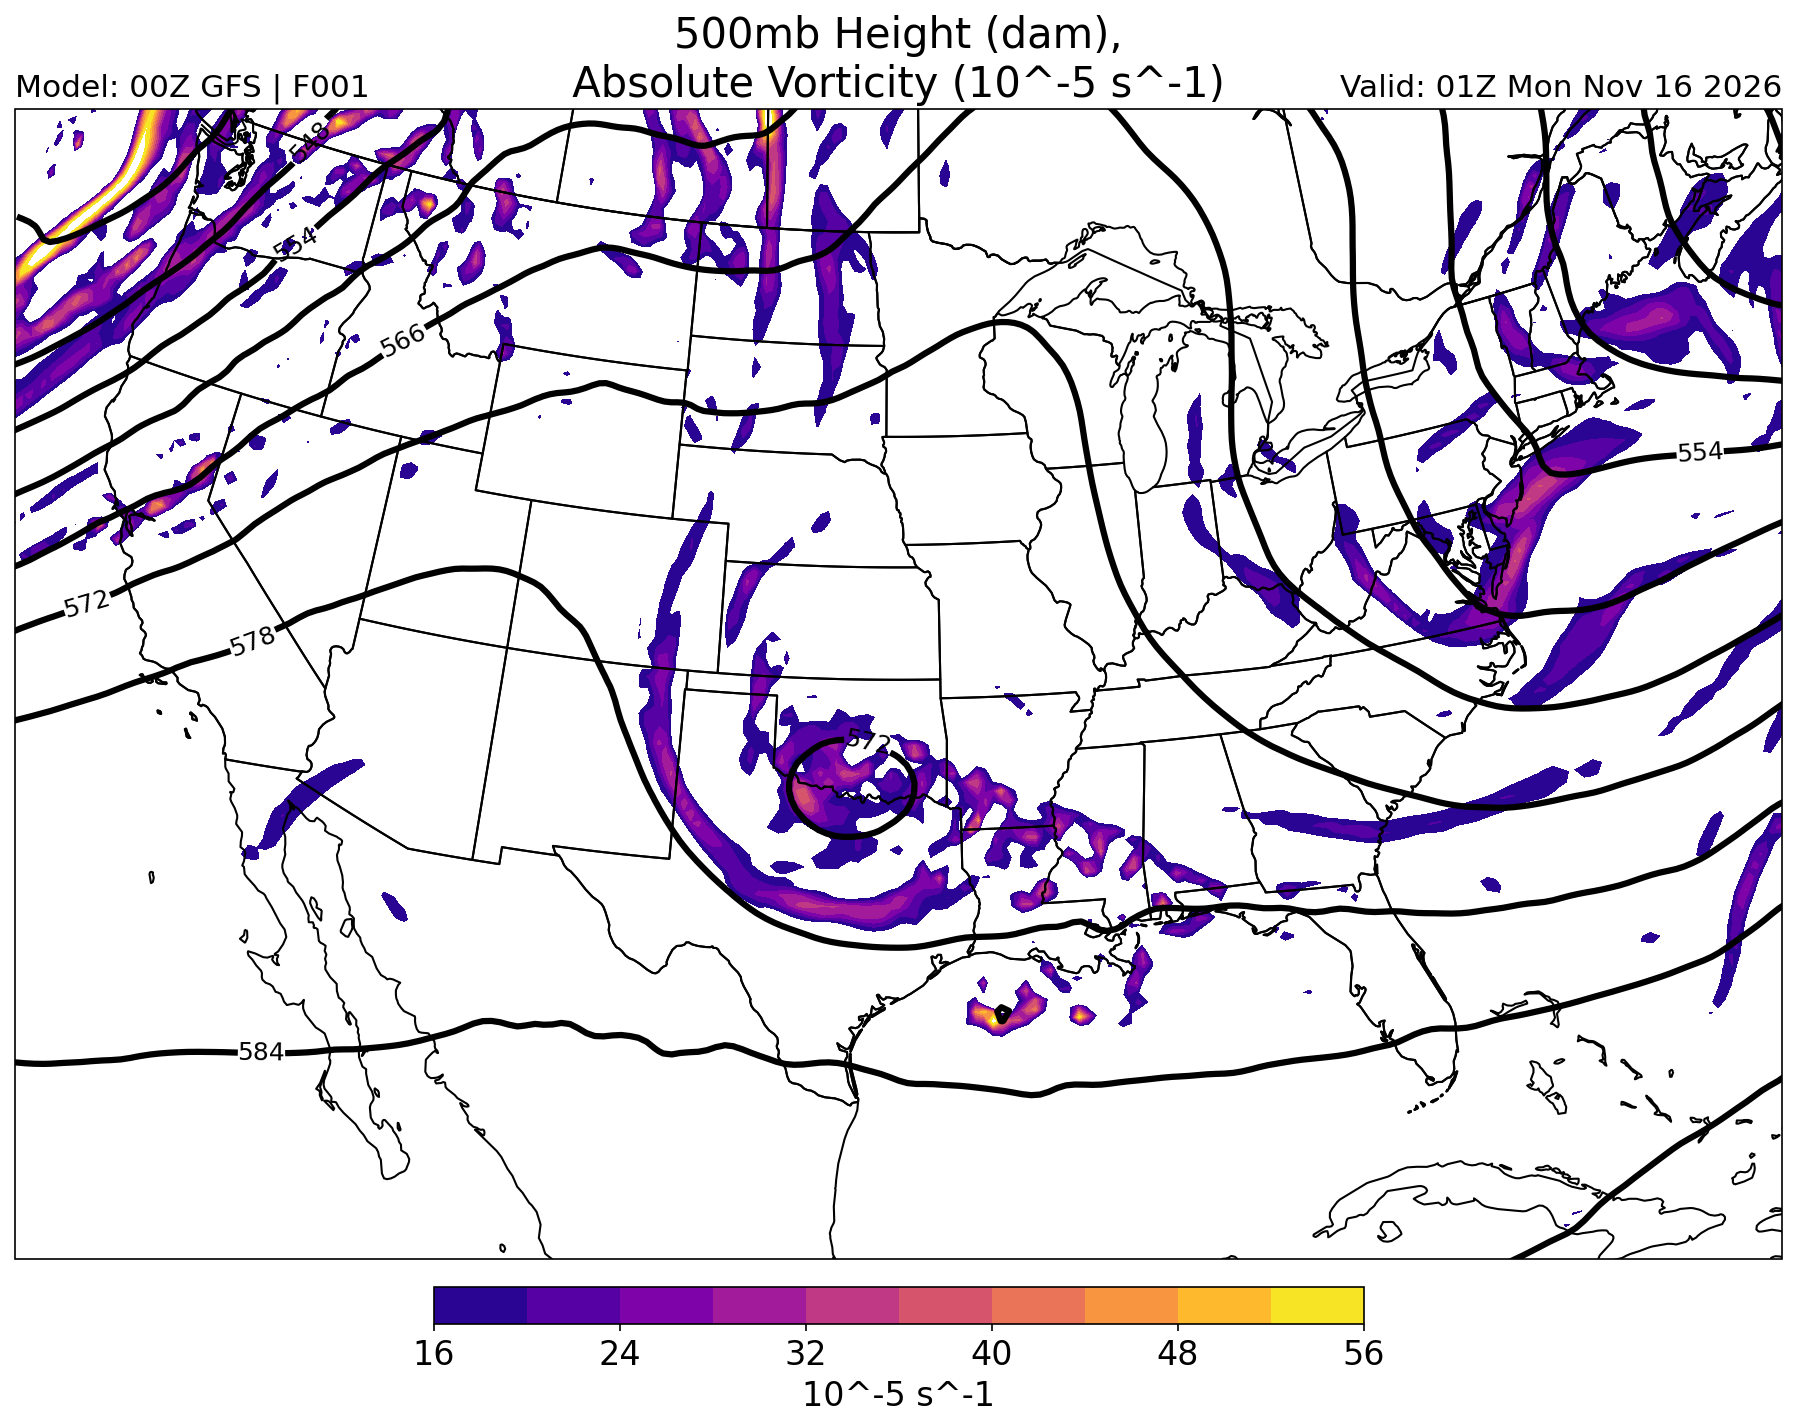 500mb Height (dam),
Model: 00Z GFS | F001
Absolute Vorticity (10^-5 s^-1)
Valid: 01Z Mon Nov 16 2026
548
554
566
554
572
578
572
584
16
24
32
40
48
56
10^-5 s^-1